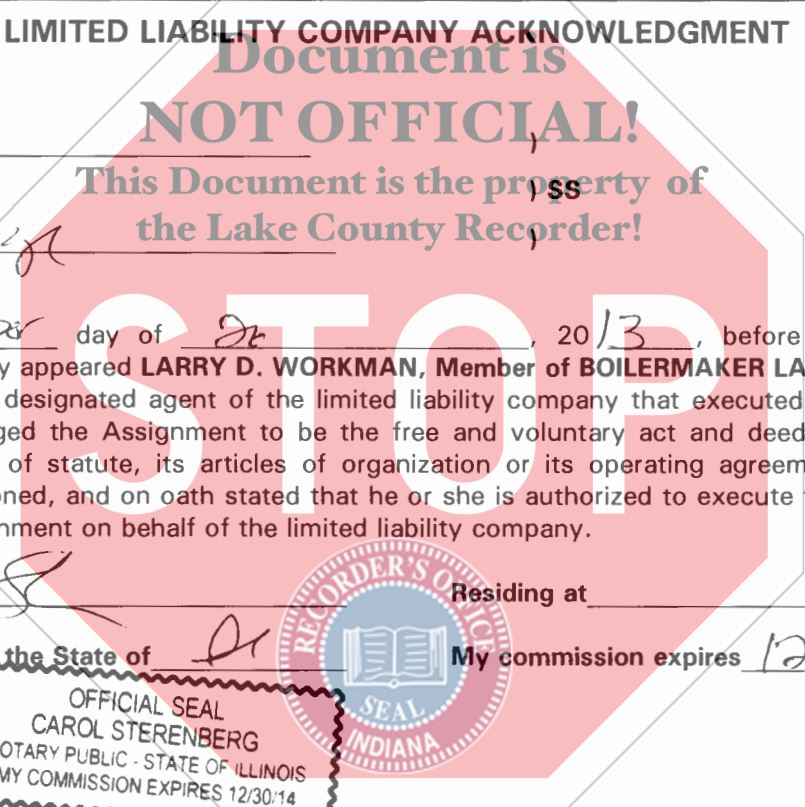 LIMITED LIABILITY COMPANY ACKNOWLEDGMENT
Document is
NOT OFFICIAL!
)
This Document is the property of
) SS
the Lake County Recorder!
)
STOP
day of , 20 13 , before
y appeared LARRY D. WORKMAN, Member of BOILERMAKER LA
designated agent of the limited liability company that executed
ged the Assignment to be the free and voluntary act and deed
of statute, its articles of organization or its operating agreem
oned, and on oath stated that he or she is authorized to execute
nment on behalf of the limited liability company.
Residing at
the State of
My commission expires 12
RECORDER'S OFFICE
SEAL
INDIANA
OFFICIAL SEAL
CAROL STERENBERG
OTARY PUBLIC - STATE OF ILLINOIS
MY COMMISSION EXPIRES 12/30/14